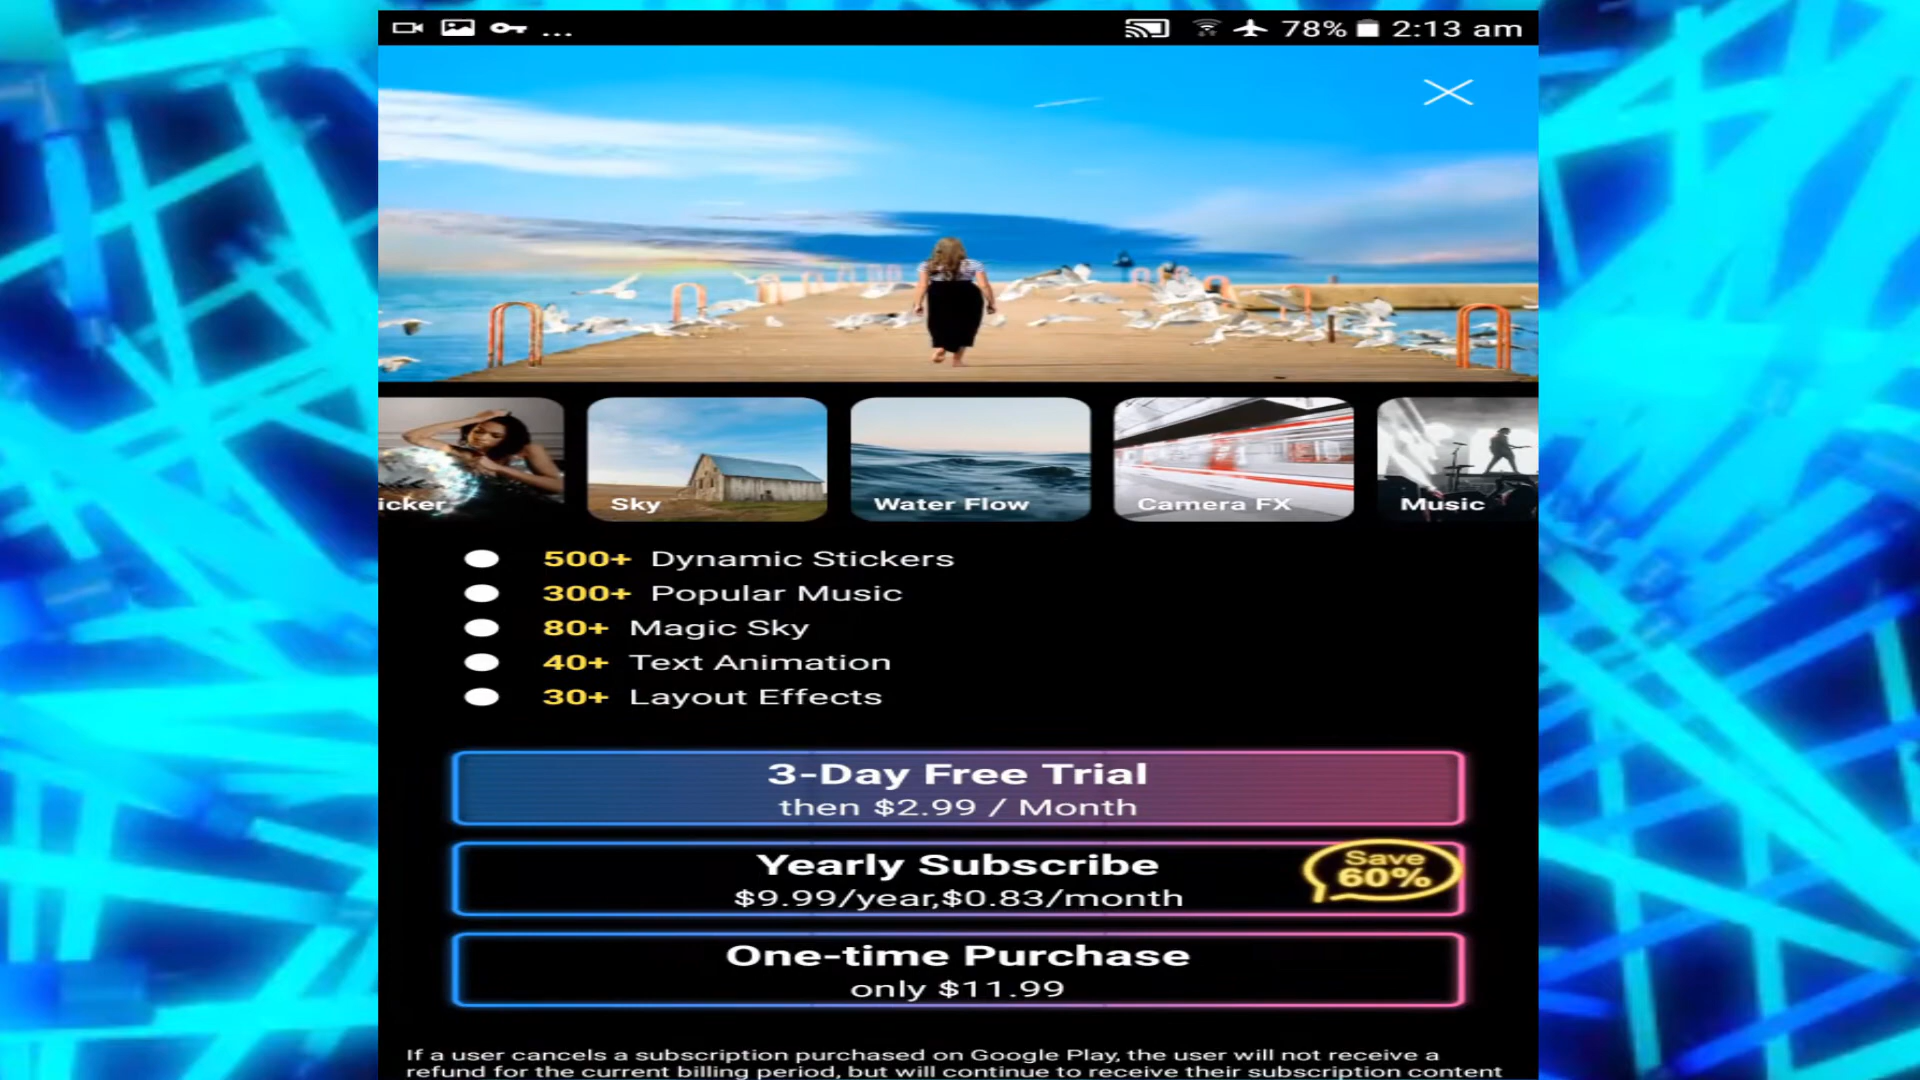 ... 78% 2:13 am
icker Sky Water Flow Camera FX Music
500+ Dynamic Stickers
300+ Popular Music
80+ Magic Sky
40+ Text Animation
30+ Layout Effects
3-Day Free Trial
then $2.99 / Month
Yearly Subscribe
$9.99/year,$0.83/month
Save
60%
One-time Purchase
only $11.99
If a user cancels a subscription purchased on Google Play, the user will not receive a
refund for the current billing period, but will continue to receive their subscription content